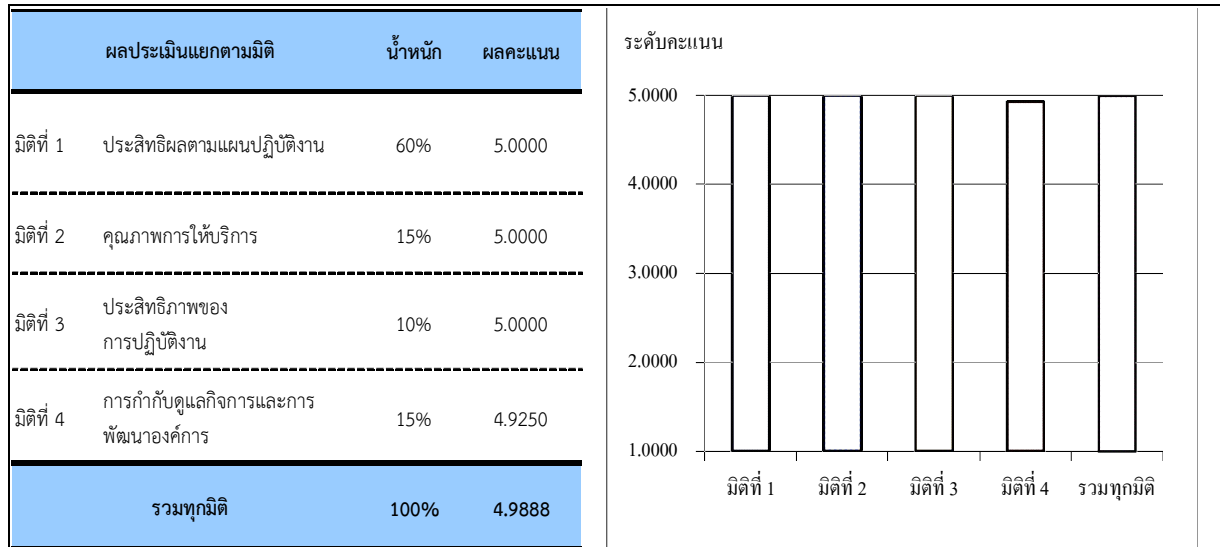 ผลประเมินแยกตามมิติ น้ำหนัก ผลคะแนน
มิติที่ 1 ประสิทธิผลตามแผนปฏิบัติงาน 60% 5.0000
มิติที่ 2 คุณภาพการให้บริการ 15% 5.0000
มิติที่ 3 ประสิทธิภาพของ
การปฏิบัติงาน 10% 5.0000
มิติที่ 4 การกำกับดูแลกิจการและการ
พัฒนาองค์การ 15% 4.9250
รวมทุกมิติ 100% 4.9888
ระดับคะแนน
5.0000
4.0000
3.0000
2.0000
1.0000
มิติที่ 1 มิติที่ 2 มิติที่ 3 มิติที่ 4 รวมทุกมิติ